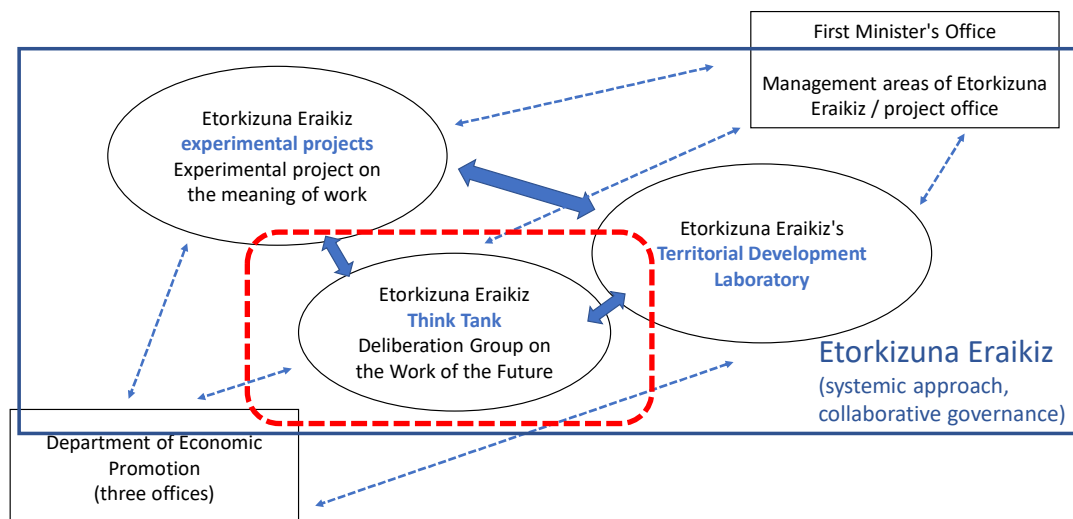 First Minister's Office
Management areas of Etorkizuna
Eraikiz / project office
Etorkizuna Eraikiz
experimental projects
Experimental project on
the meaning of work
Etorkizuna Eraikiz's
Territorial Development
Laboratory
Etorkizuna Eraikiz
Think Tank
Deliberation Group on
the Work of the Future
Etorkizuna Eraikiz
(systemic approach,
collaborative governance)
Department of Economic
Promotion
(three offices)